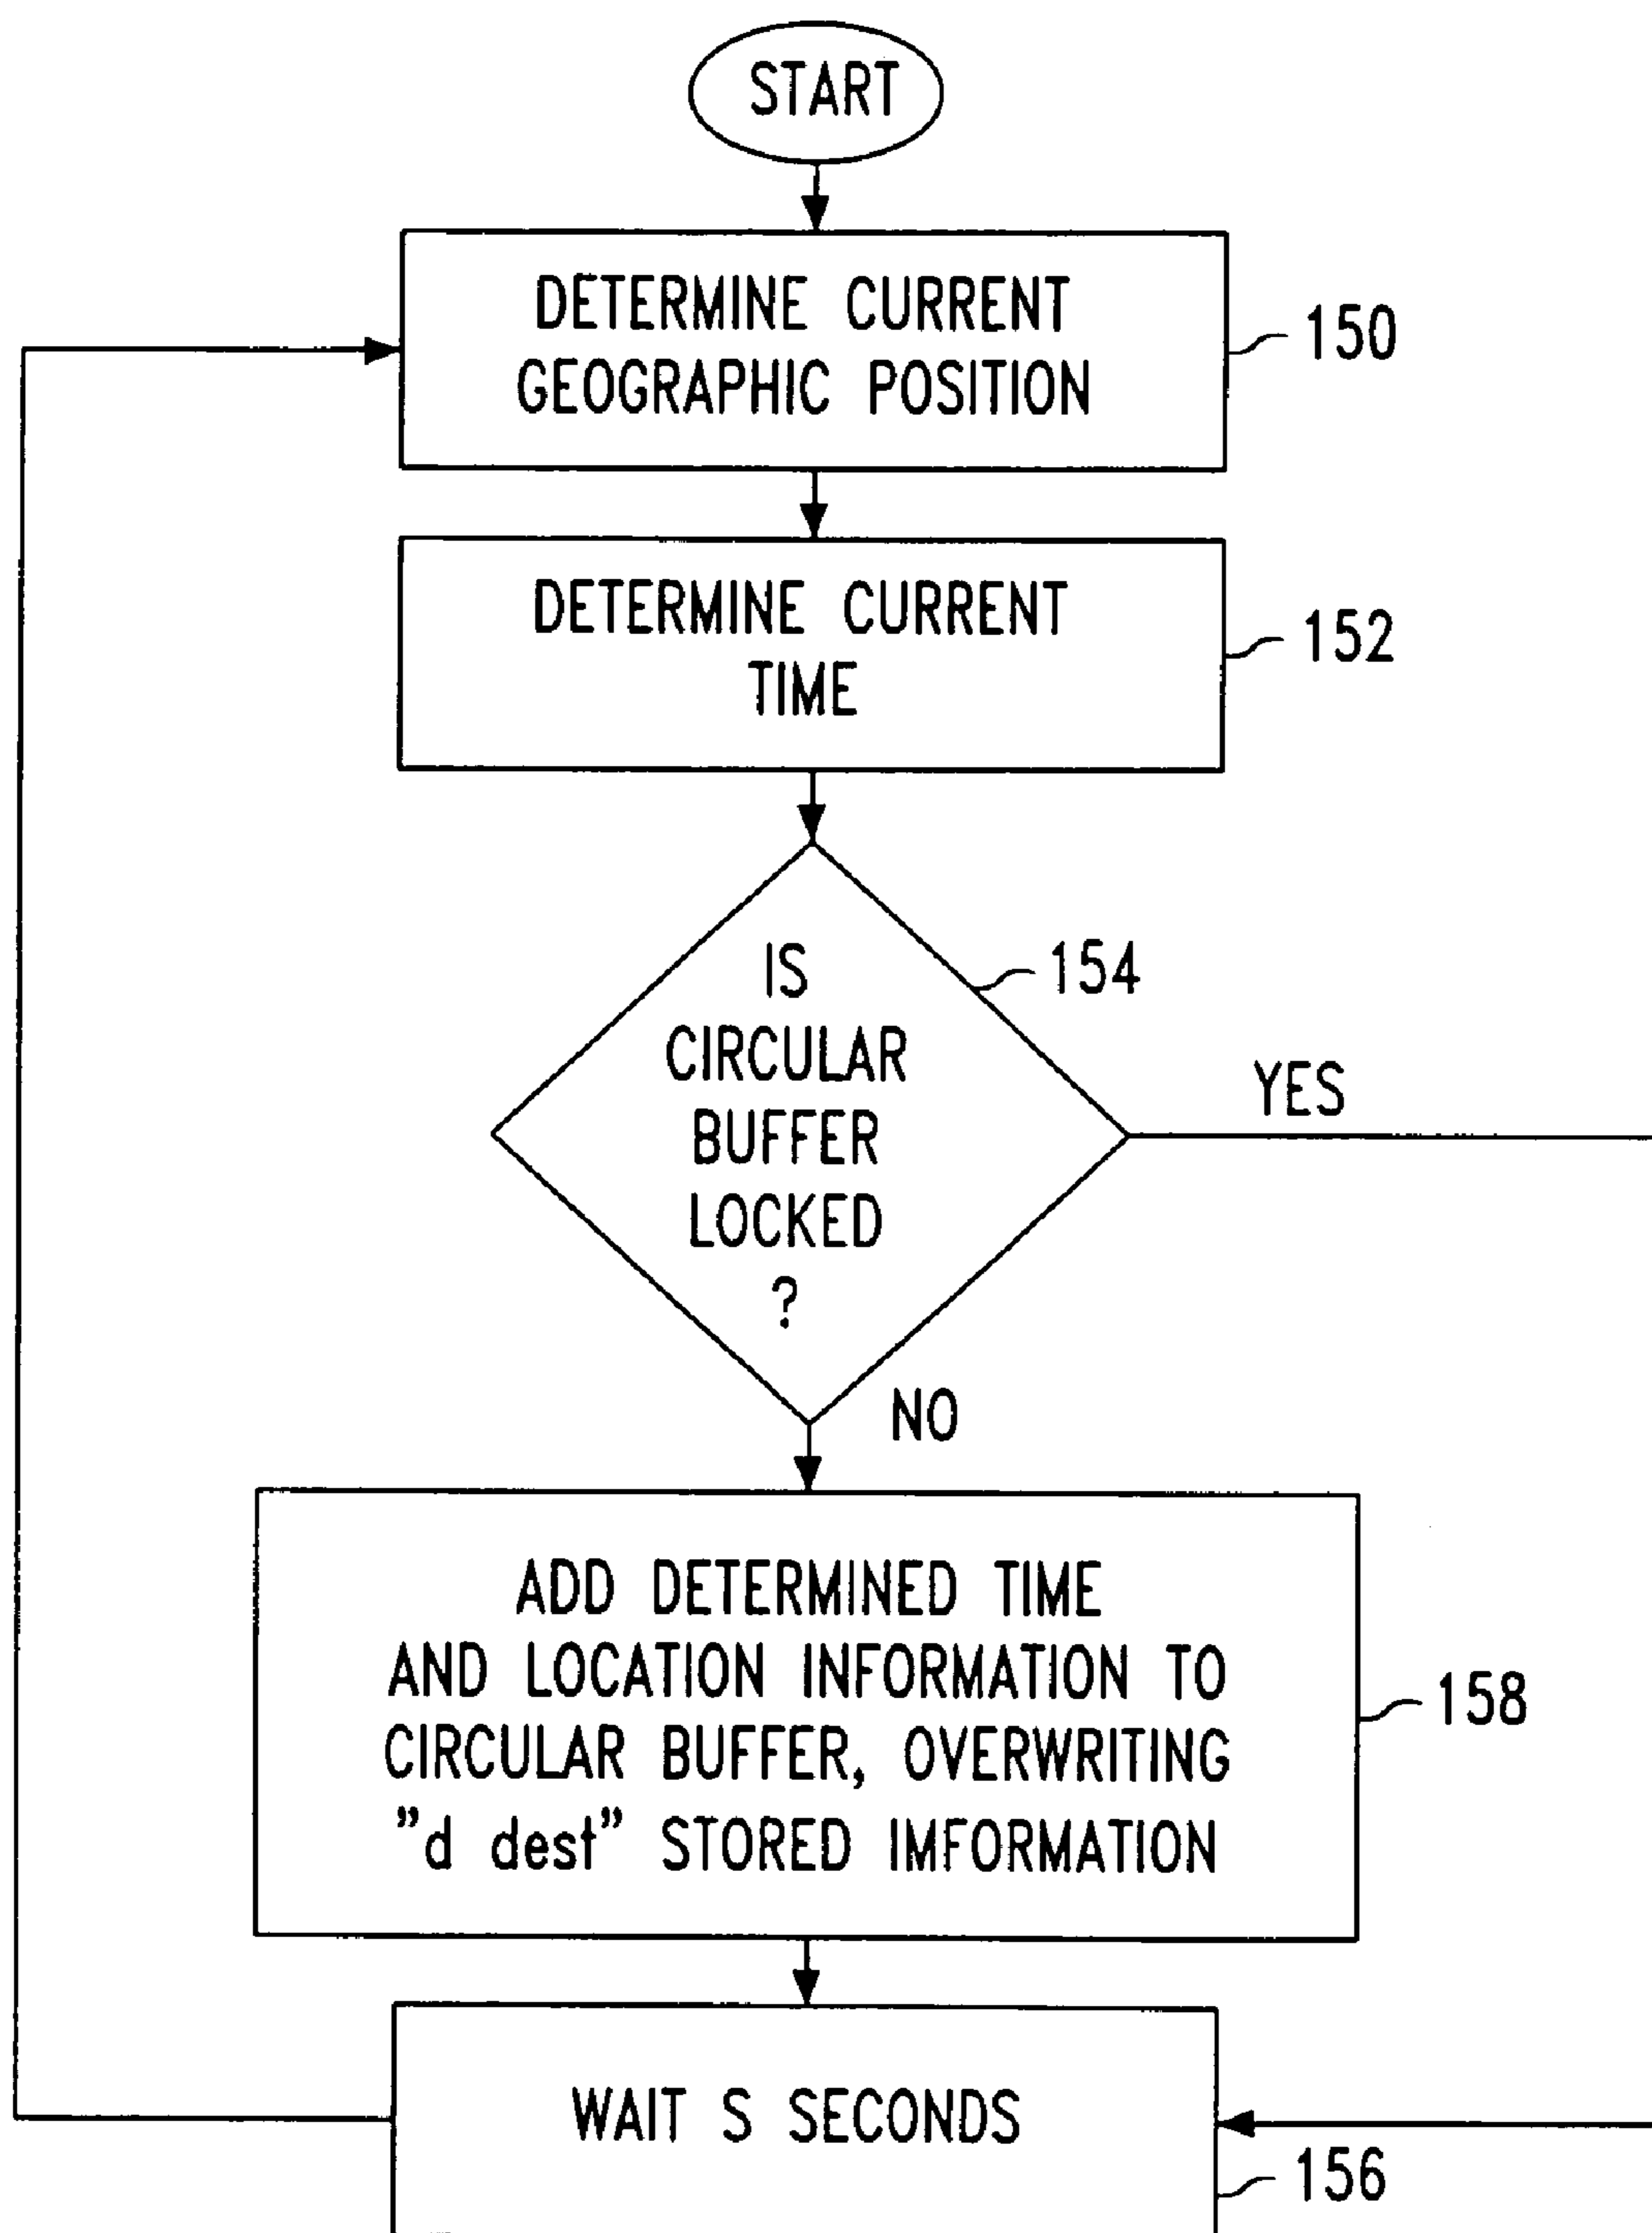 START
DETERMINE CURRENT
GEOGRAPHIC POSITION
150
DETERMINE CURRENT
TIME
152
IS
CIRCULAR
BUFFER
LOCKED
?
154
YES
NO
ADD DETERMINED TIME
AND LOCATION INFORMATION TO
CIRCULAR BUFFER, OVERWRITING
”d dest” STORED IMFORMATION
158
WAIT S SECONDS
156